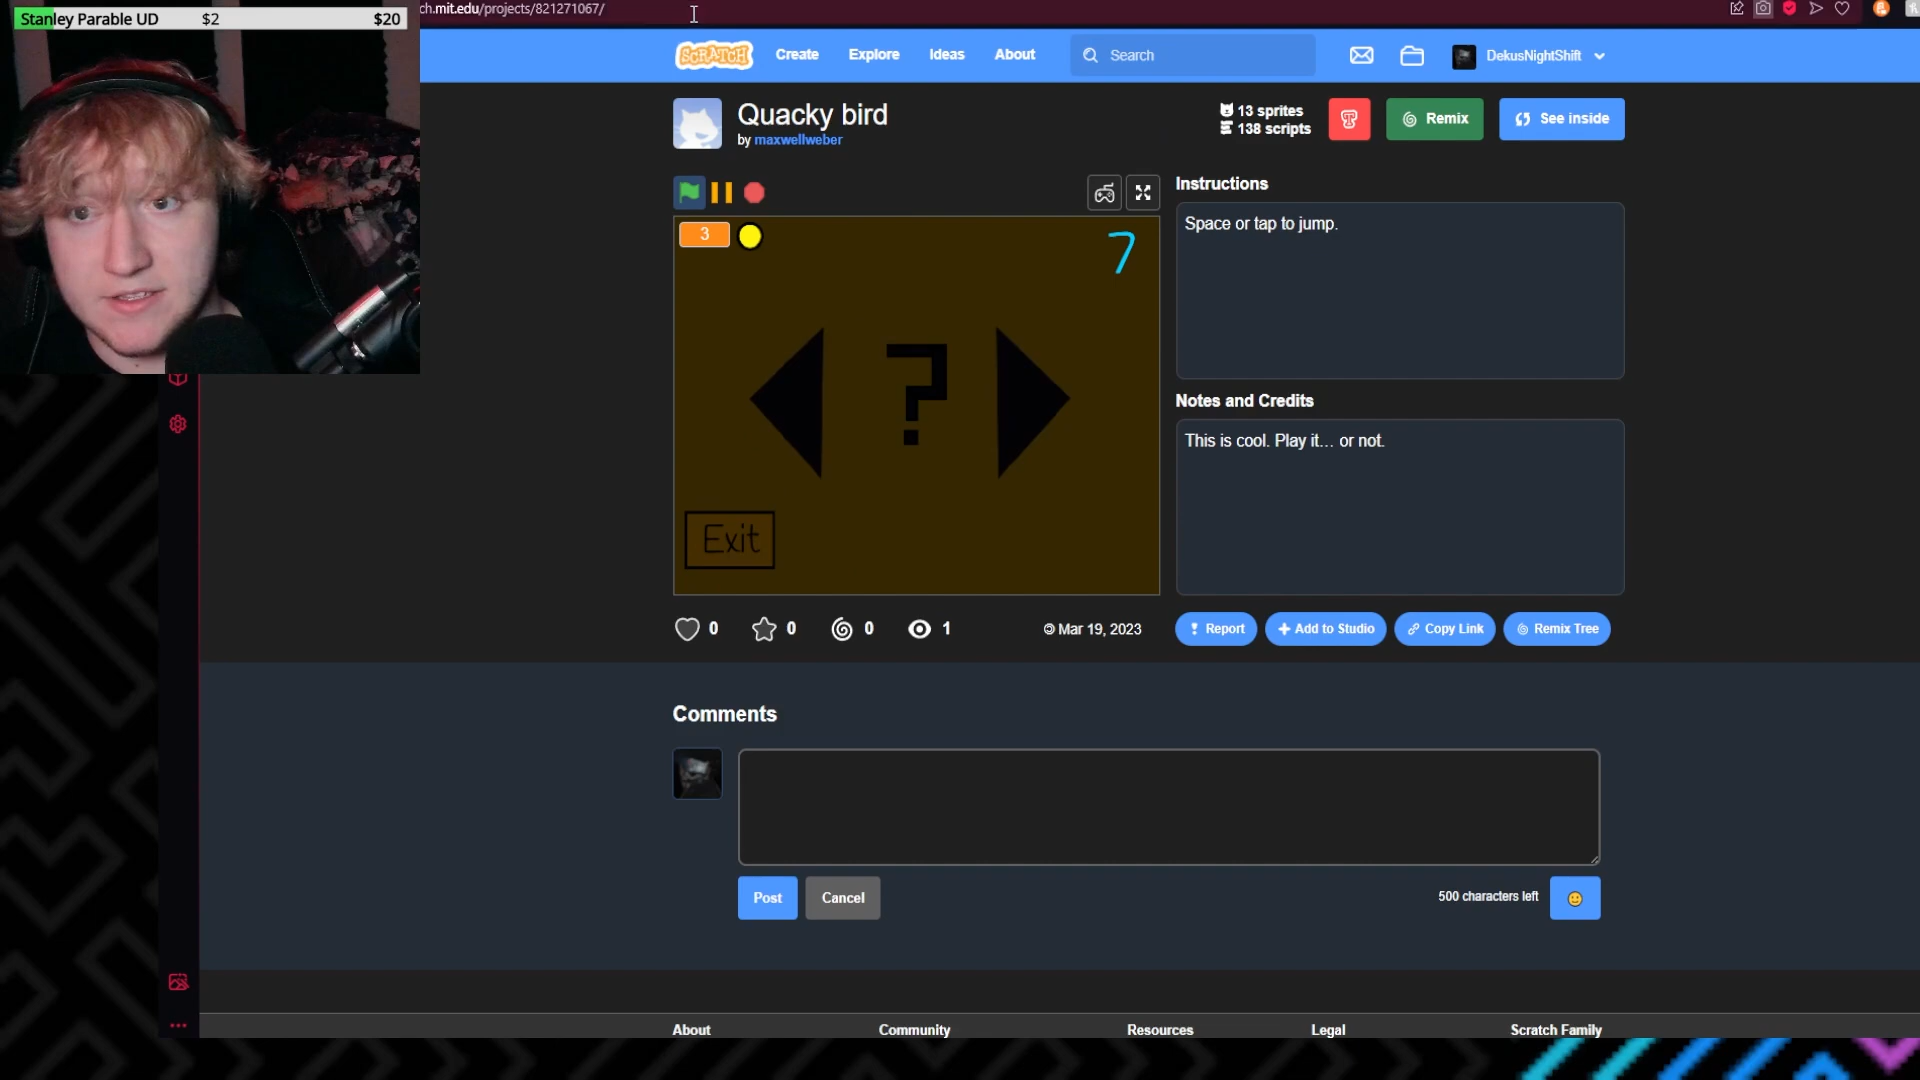 Stanley Parable UD $2 $20
ch.mit.edu/projects/821271067/
SCRATCH Create Explore Ideas About Search DekusNightShift
Quacky bird
by maxwellweber
13 sprites
138 scripts
Remix See inside
Instructions
Space or tap to jump.
3 7
?
Exit
Notes and Credits
This is cool. Play it... or not.
0 0 0 1 © Mar 19, 2023
Report Add to Studio Copy Link Remix Tree
Comments
Post Cancel 500 characters left
About Community Resources Legal Scratch Family